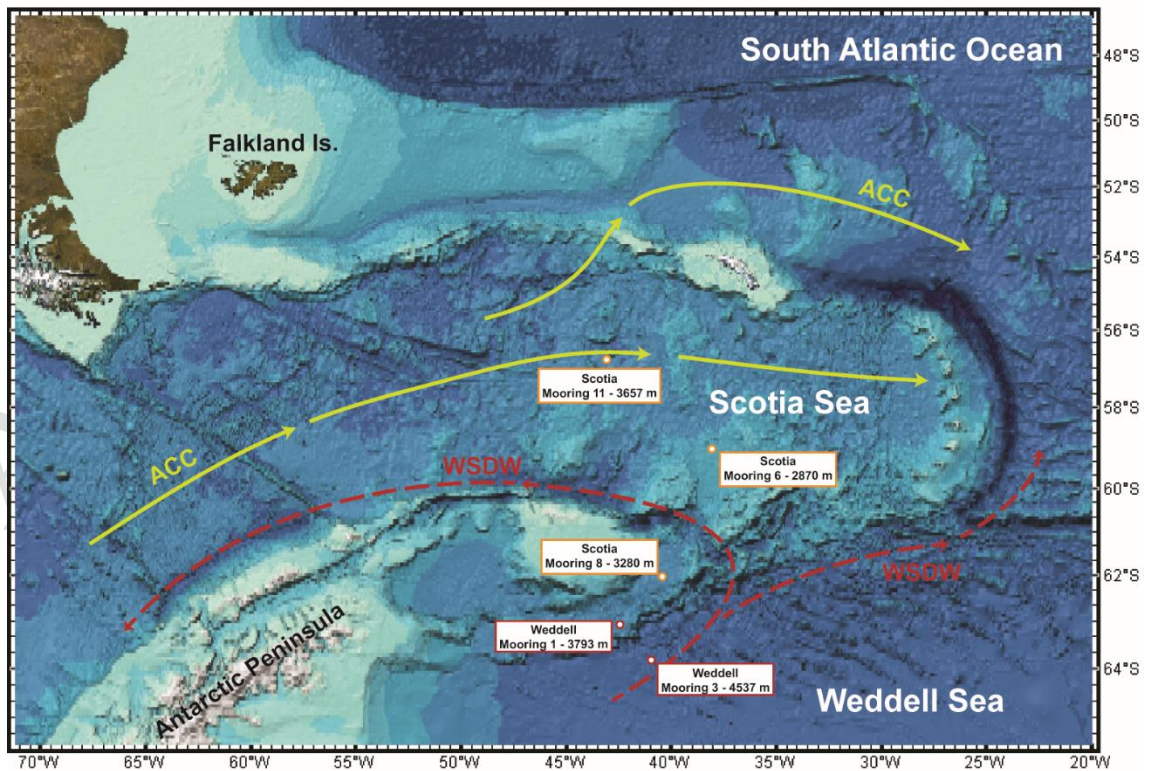 South Atlantic Ocean
48°S
50°S
Falkland Is.
52°S
ACC
54°S
56°S
Scotia
Mooring 11 - 3657 m
Scotia Sea
58°S
ACC
WSDW
Scotia
Mooring 6 - 2870 m
60°S
Scotia
Mooring 8 - 3280 m
WSDW
62°S
Weddell
Mooring 1 - 3793 m
Antarctic Peninsula
Weddell
Mooring 3 - 4537 m
64°S
Weddell Sea
70°W
65°W
60°W
55°W
50°W
45°W
40°W
35°W
30°W
25°W
20°W